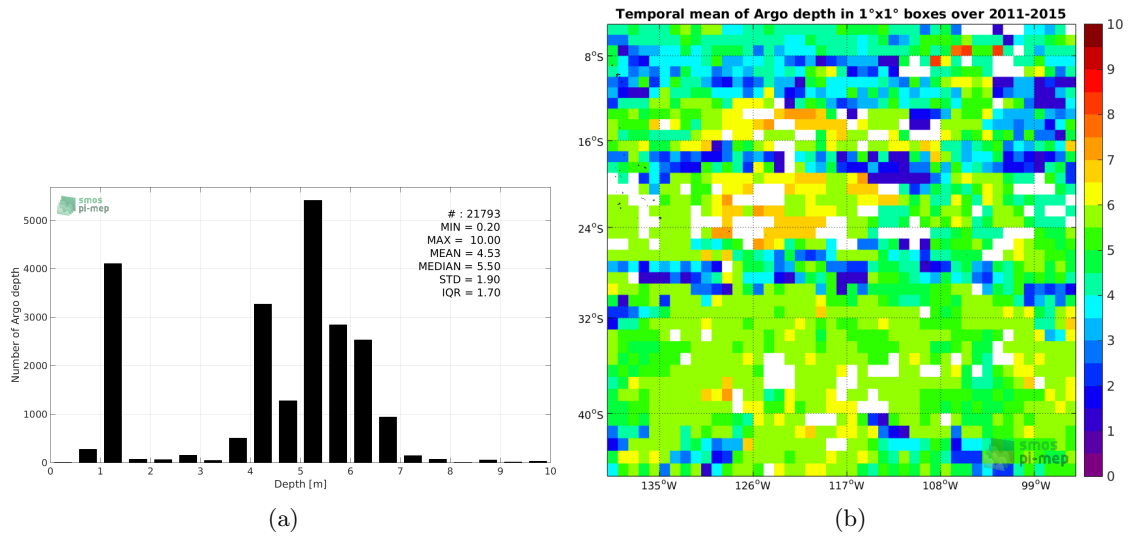 smos
pi-mep
# : 21793
MIN = 0.20
MAX = 10.00
MEAN = 4.53
MEDIAN = 5.50
STD = 1.90
IQR = 1.70
Number of Argo depth
5000
4000
3000
2000
1000
0
0 1 2 3 4 5 6 7 8 9 10
Depth [m]
(a)
Temporal mean of Argo depth in 1°x1° boxes over 2011-2015
8°S
16°S
24°S
32°S
40°S
135°W 126°W 117°W 108°W 99°W
smos
pi-mep
10
9
8
7
6
5
4
3
2
1
0
(b)